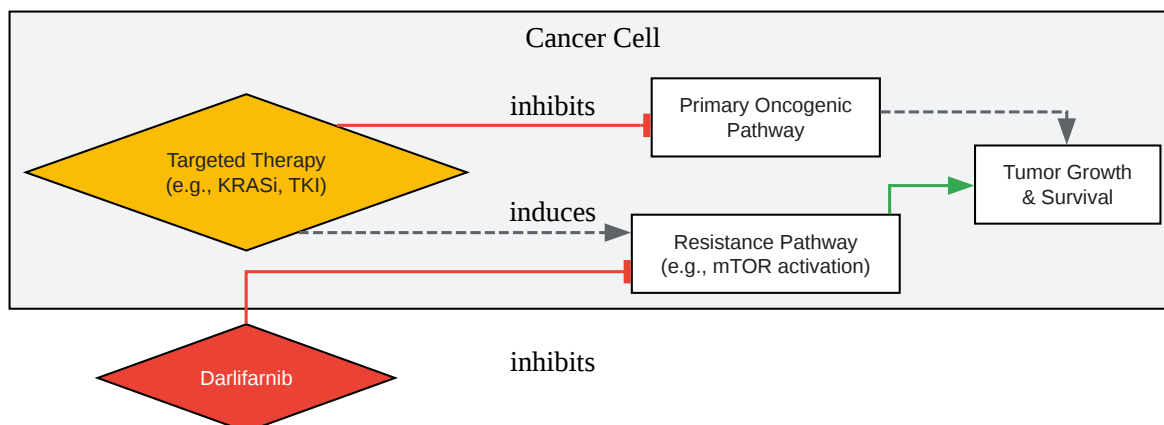 Cancer Cell
inhibits
Primary Oncogenic
Pathway
Targeted Therapy
(e.g., KRASi, TKI)
Tumor Growth
& Survival
induces
Resistance Pathway
(e.g., mTOR activation)
inhibits
Darlifarnib